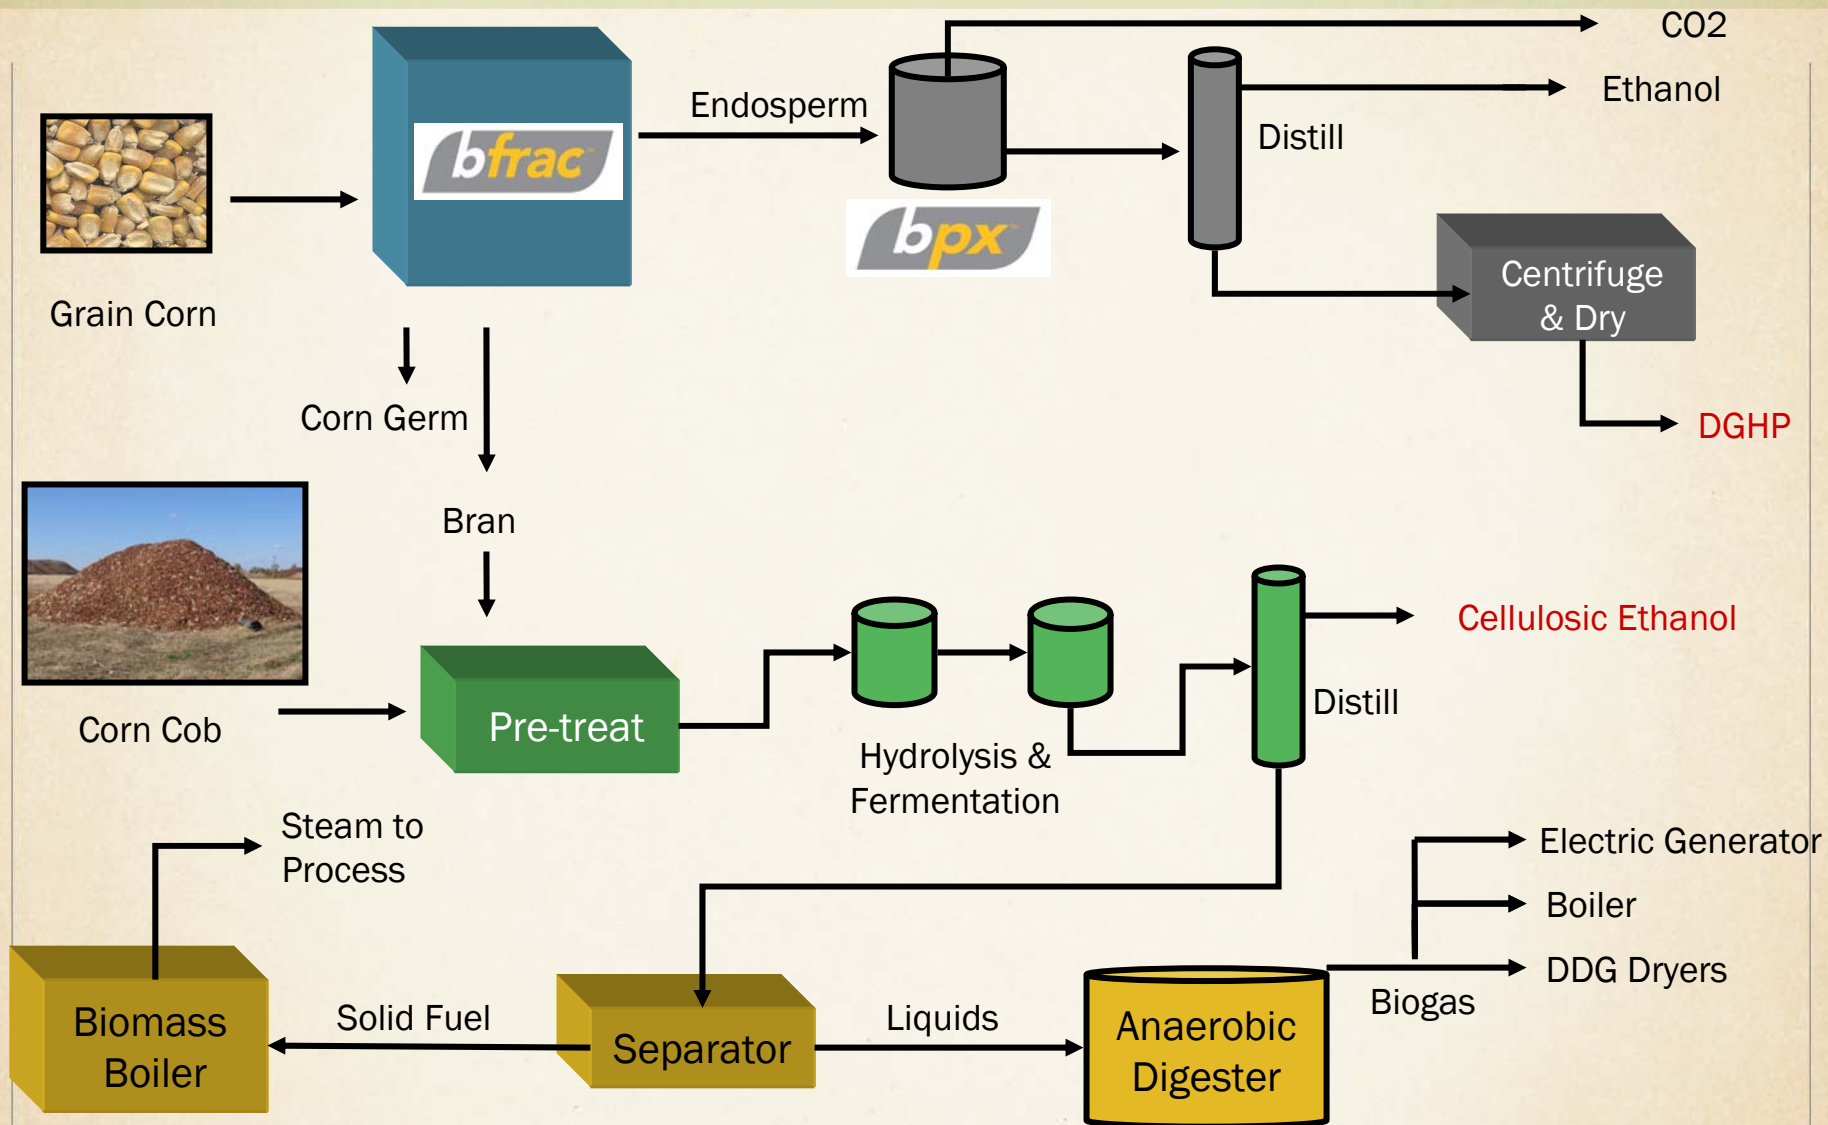 CO2
Endosperm
Ethanol
Distill
bfrac™
bpx™
Centrifuge
& Dry
Grain Corn
Corn Germ
DGHP
Bran
Cellulosic Ethanol
Corn Cob
Pre-treat
Distill
Hydrolysis &
Fermentation
Steam to
Process
Electric Generator
Boiler
DDG Dryers
Biogas
Biomass
Boiler
Solid Fuel
Separator
Liquids
Anaerobic
Digester